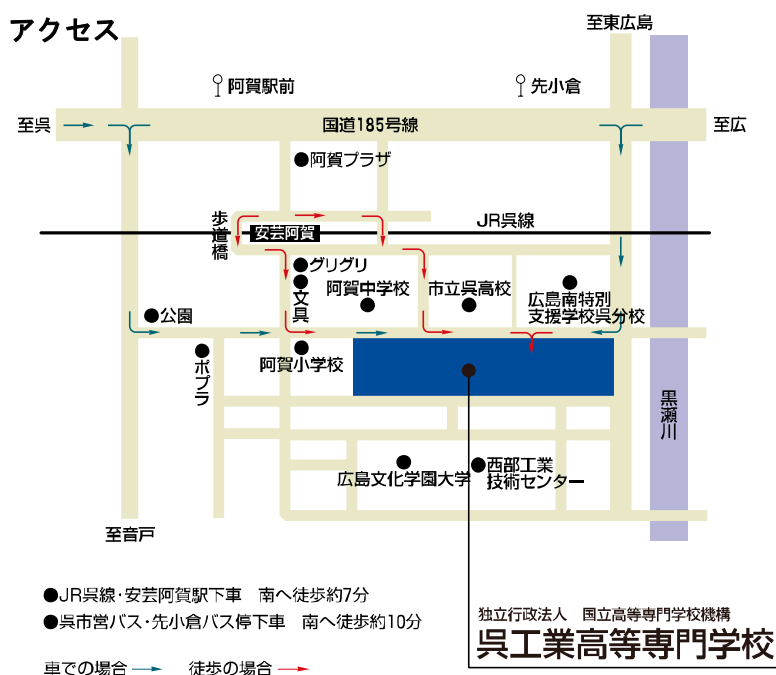 アクセス
至東広島
阿賀駅前
先小倉
至呉
国道185号線
至広
阿賀プラザ
歩道橋
安芸阿賀
JR呉線
グリグリ
文具
阿賀中学校
市立呉高校
広島南特別
支援学校呉分校
公園
ポプラ
阿賀小学校
黒瀬川
広島文化学園大学
西部工業
技術センター
至音戸
●JR呉線・安芸阿賀駅下車　南へ徒歩約7分
●呉市営バス・先小倉バス停下車　南へ徒歩約10分
独立行政法人　国立高等専門学校機構
呉工業高等専門学校
車での場合　徒歩の場合